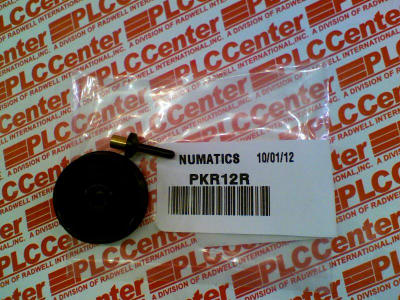 PLCCenter
A DIVISION OF RADWELL INTERNATIONAL, INC.
NUMATICS 10/01/12
PKR12R